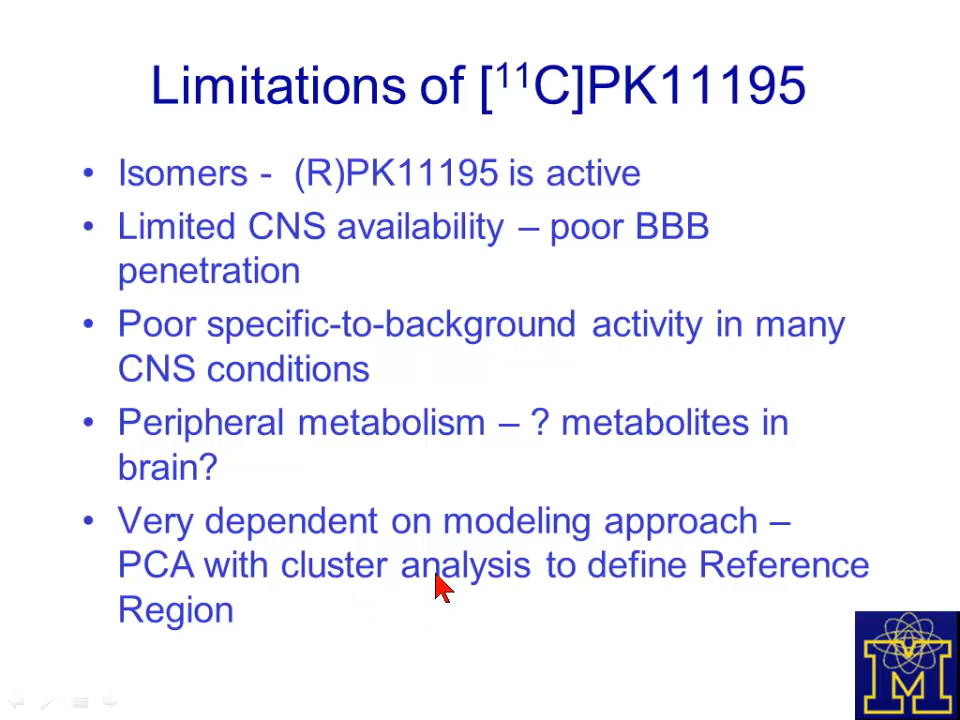 Limitations of [¹¹C]PK11195
• Isomers - (R)PK11195 is active
• Limited CNS availability – poor BBB
penetration
• Poor specific-to-background activity in many
CNS conditions
• Peripheral metabolism – ? metabolites in
brain?
• Very dependent on modeling approach –
PCA with cluster analysis to define Reference
Region
M